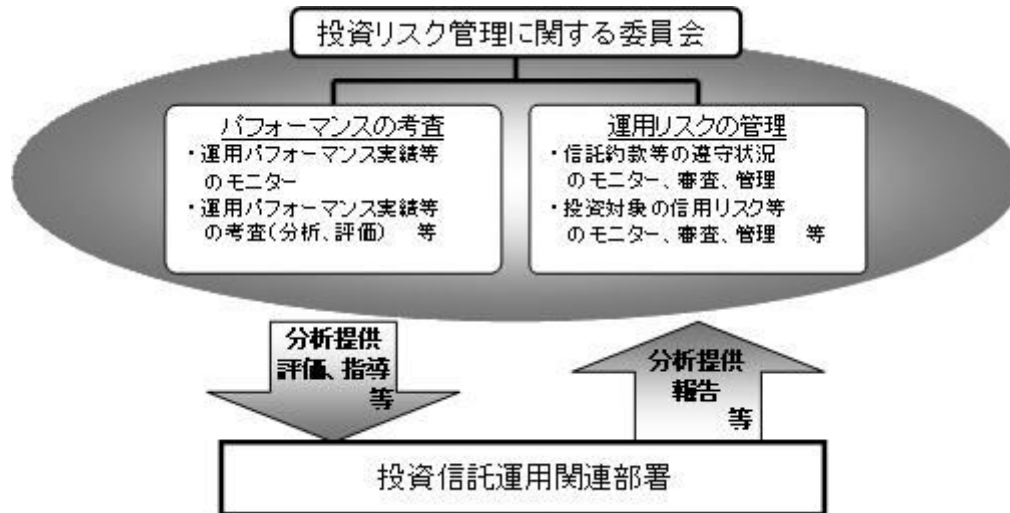 投資リスク管理に関する委員会
パフォーマンスの考査
・運用パフォーマンス実績等
のモニター
・運用パフォーマンス実績等
の考査(分析、評価) 等
運用リスクの管理
・信託約款等の遵守状況
のモニター、審査、管理
・投資対象の信用リスク等
のモニター、審査、管理 等
分析提供
評価、指導
等
分析提供
報告
等
投資信託運用関連部署